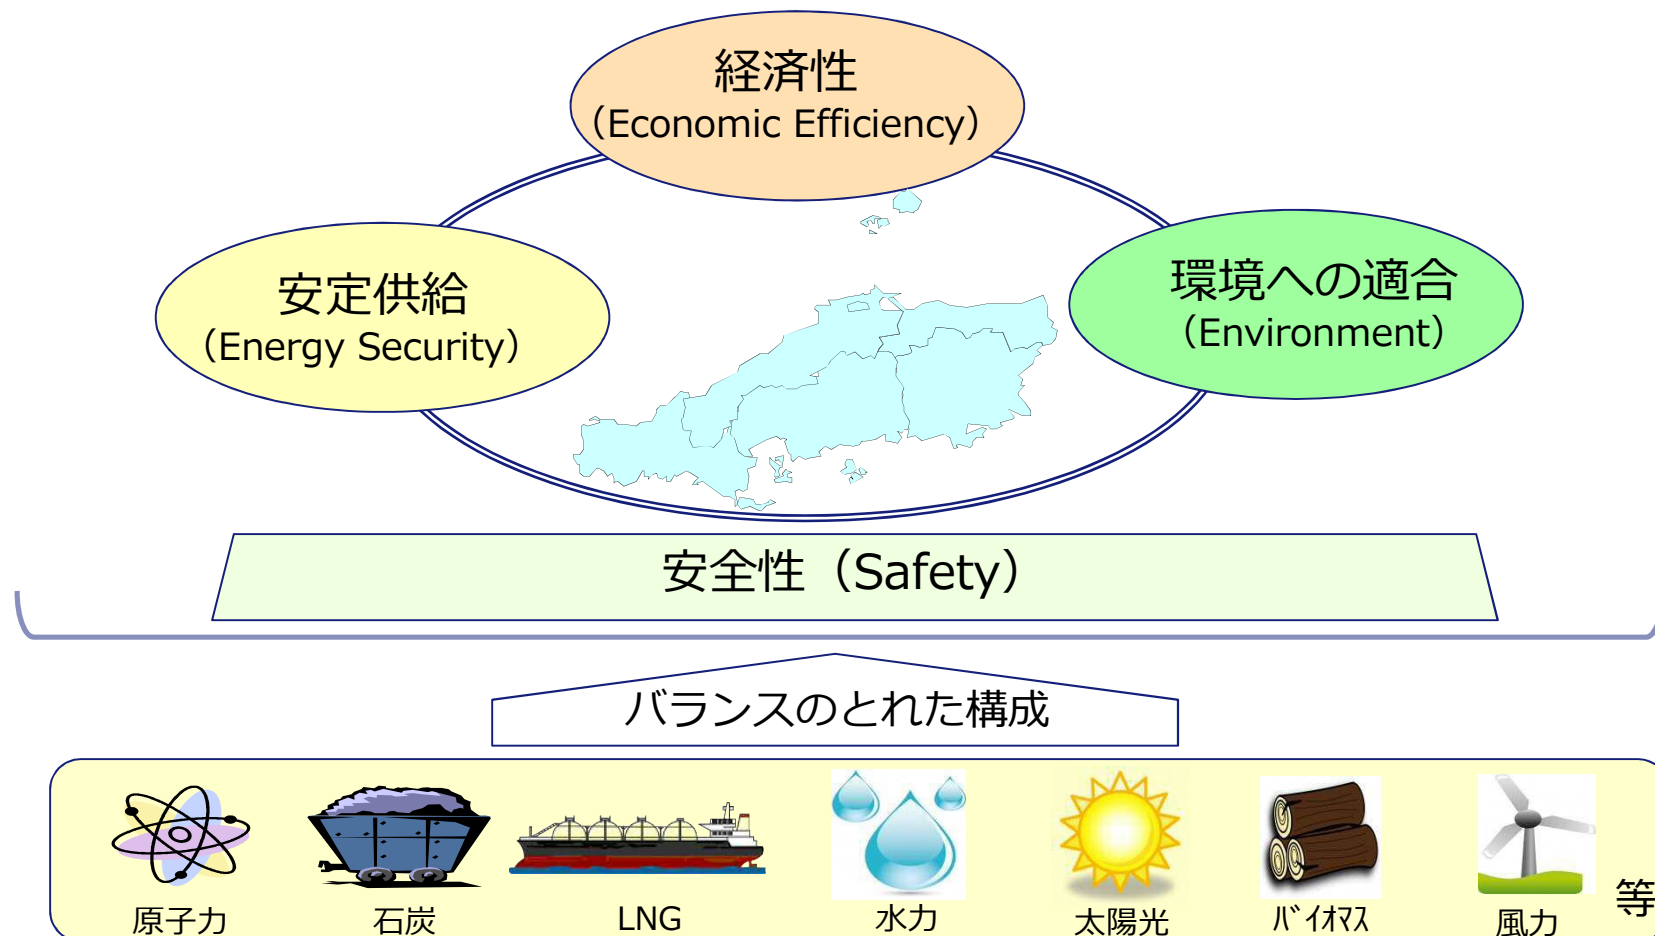 経済性
（Economic Efficiency）
安定供給
（Energy Security）
環境への適合
（Environment）
安全性（Safety）
バランスのとれた構成
原子力
石炭
LNG
水力
太陽光
ﾊﾞｲｵﾏｽ
風力
等